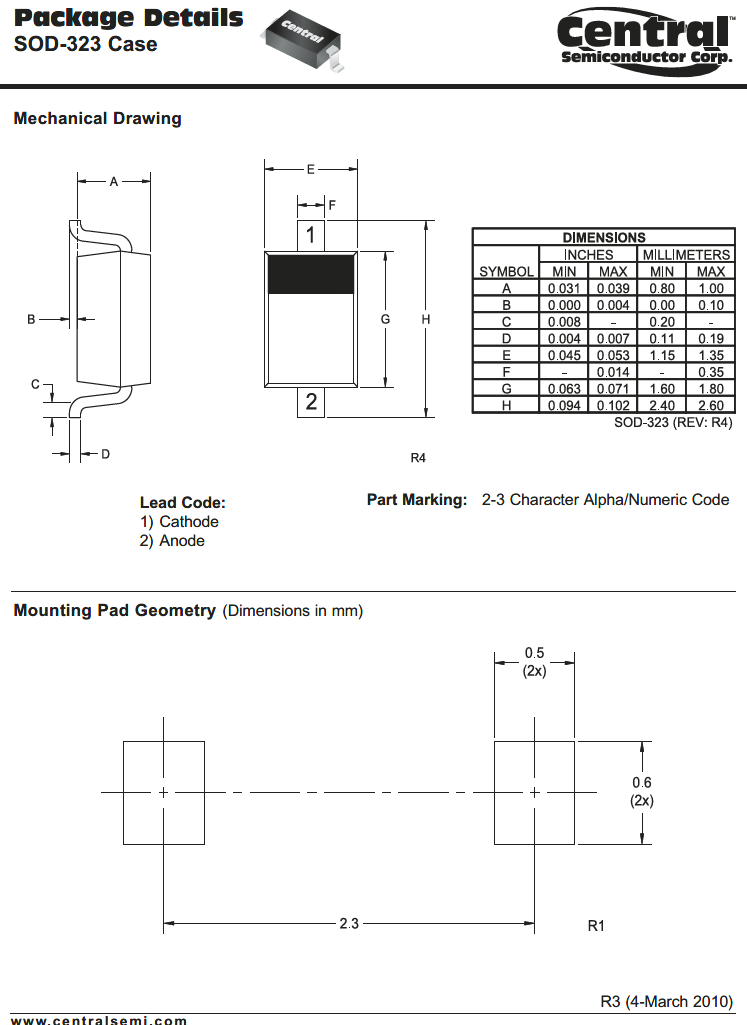 Package Details
SOD-323 Case
Central
Central™
Semiconductor Corp.
Mechanical Drawing
A
B
C
D
E
F
1
G
H
2
R4
DIMENSIONS
INCHES MILLIMETERS
SYMBOL MIN MAX MIN MAX
A 0.031 0.039 0.80 1.00
B 0.000 0.004 0.00 0.10
C 0.008 - 0.20 -
D 0.004 0.007 0.11 0.19
E 0.045 0.053 1.15 1.35
F - 0.014 - 0.35
G 0.063 0.071 1.60 1.80
H 0.094 0.102 2.40 2.60
SOD-323 (REV: R4)
Lead Code:
1) Cathode
2) Anode
Part Marking: 2-3 Character Alpha/Numeric Code
Mounting Pad Geometry (Dimensions in mm)
0.5
(2x)
0.6
(2x)
2.3
R1
R3 (4-March 2010)
www.centralsemi.com